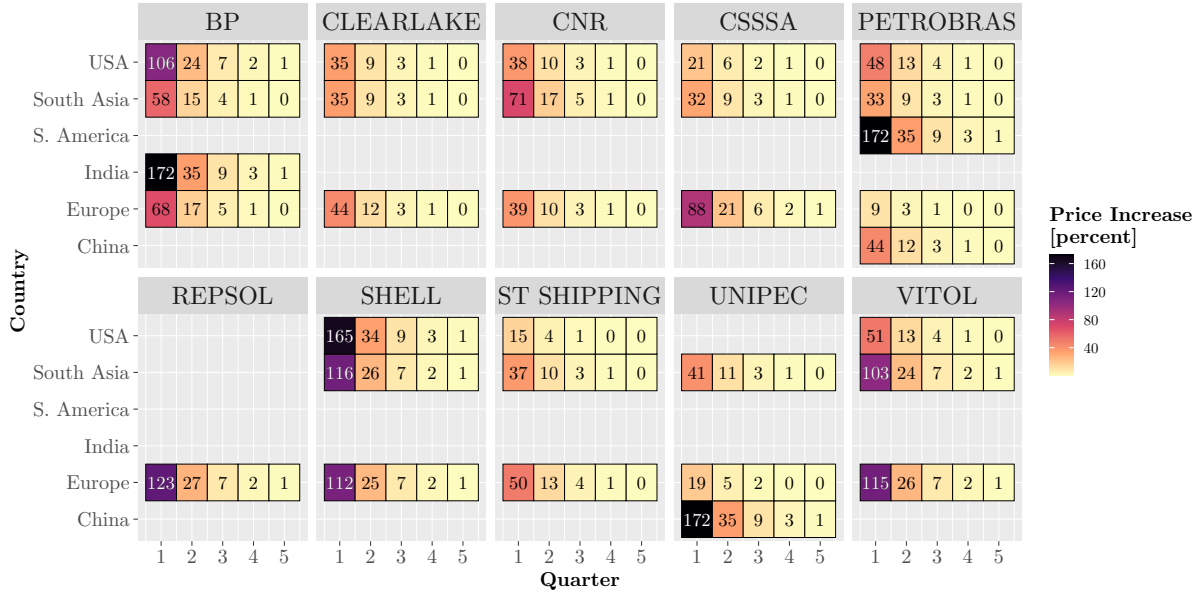 BP CLEARLAKE CNR CSSSA PETROBRAS
USA 106 24 7 2 1 35 9 3 1 0 38 10 3 1 0 21 6 2 1 0 48 13 4 1 0
South Asia 58 15 4 1 0 35 9 3 1 0 71 17 5 1 0 32 9 3 1 0 33 9 3 1 0
S. America 172 35 9 3 1
India 172 35 9 3 1
Europe 68 17 5 1 0 44 12 3 1 0 39 10 3 1 0 88 21 6 2 1 9 3 1 0 0
China 44 12 3 1 0
REPSOL SHELL ST SHIPPING UNIPEC VITOL
USA 165 34 9 3 1 15 4 1 0 0 51 13 4 1 0
South Asia 116 26 7 2 1 37 10 3 1 0 41 11 3 1 0 103 24 7 2 1
S. America
India
Europe 123 27 7 2 1 112 25 7 2 1 50 13 4 1 0 19 5 2 0 0 115 26 7 2 1
China 172 35 9 3 1
1 2 3 4 5 1 2 3 4 5 1 2 3 4 5 1 2 3 4 5 1 2 3 4 5
Quarter
Country
Price Increase
[percent]
160
120
80
40